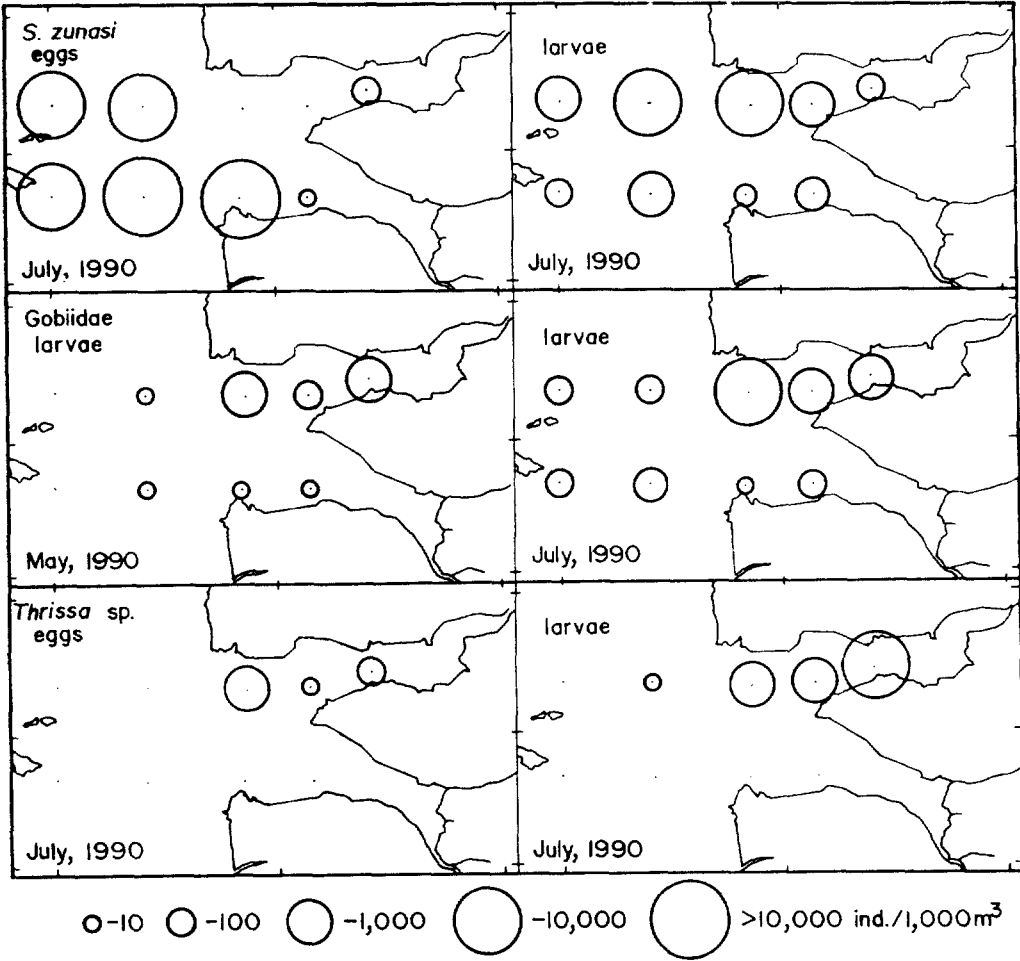 S. zunasi
eggs
July, 1990
larvae
July, 1990
Gobiidae
larvae
May, 1990
larvae
July, 1990
Thrissa sp.
eggs
July, 1990
larvae
July, 1990
-10 -100 -1,000 -10,000 >10,000 ind./1,000m³